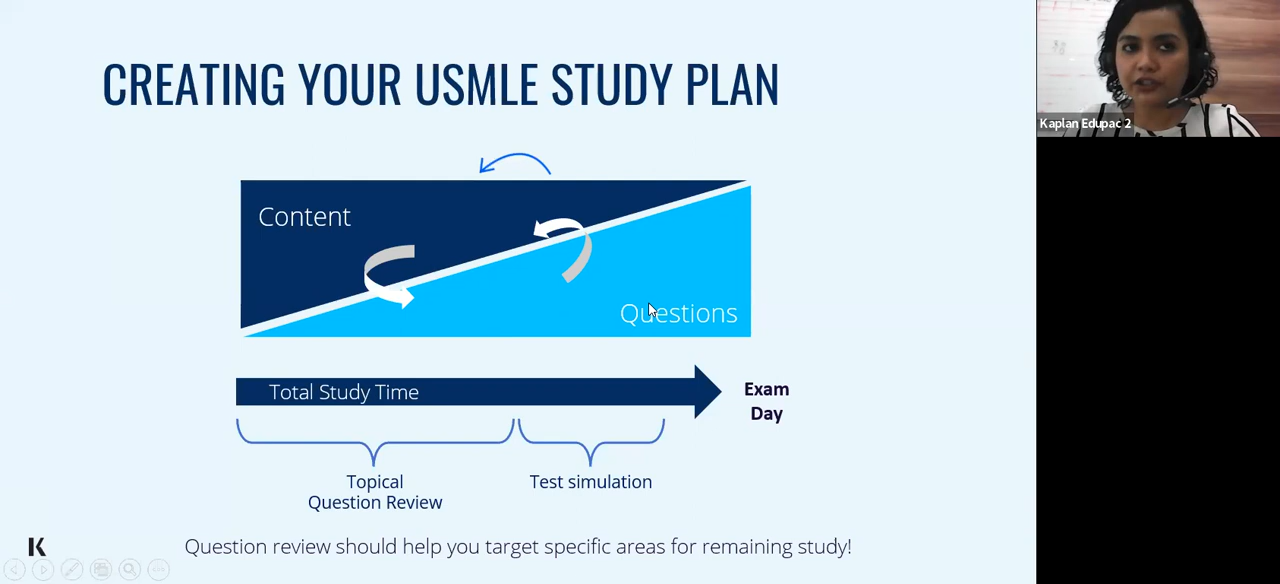 CREATING YOUR USMLE STUDY PLAN
Kaplan Edupac 2
Content
Questions
Total Study Time
Exam
Day
Topical
Question Review
Test simulation
K
Question review should help you target specific areas for remaining study!